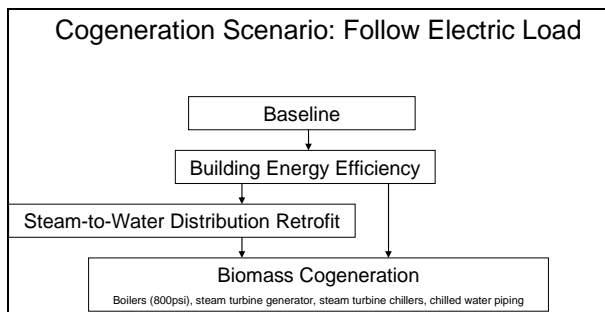 Cogeneration Scenario: Follow Electric Load
Baseline
Building Energy Efficiency
Steam-to-Water Distribution Retrofit
Biomass Cogeneration
Boilers (800psi), steam turbine generator, steam turbine chillers, chilled water piping